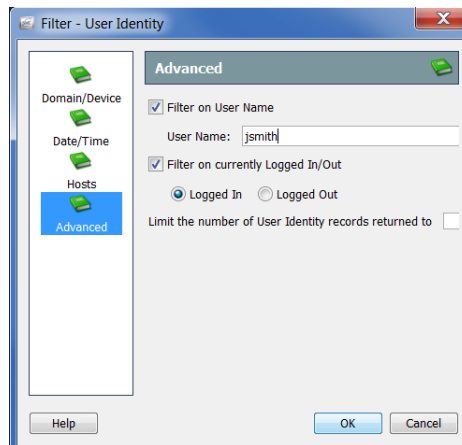 Filter - User Identity
Domain/Device
Date/Time
Hosts
Advanced
Advanced
Filter on User Name
User Name: jsmith
Filter on currently Logged In/Out
Logged In Logged Out
Limit the number of User Identity records returned to
Help OK Cancel